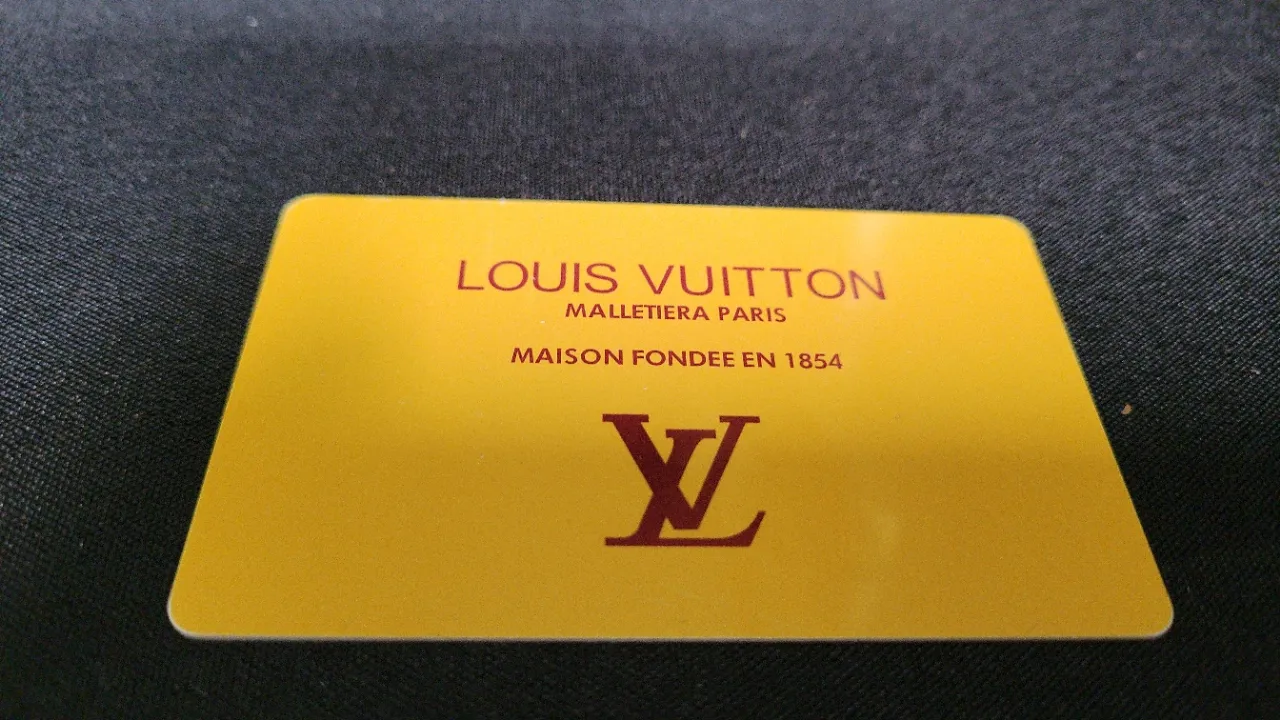 LOUIS VUITTON
MALLETIERA PARIS
MAISON FONDEE EN 1854
LV